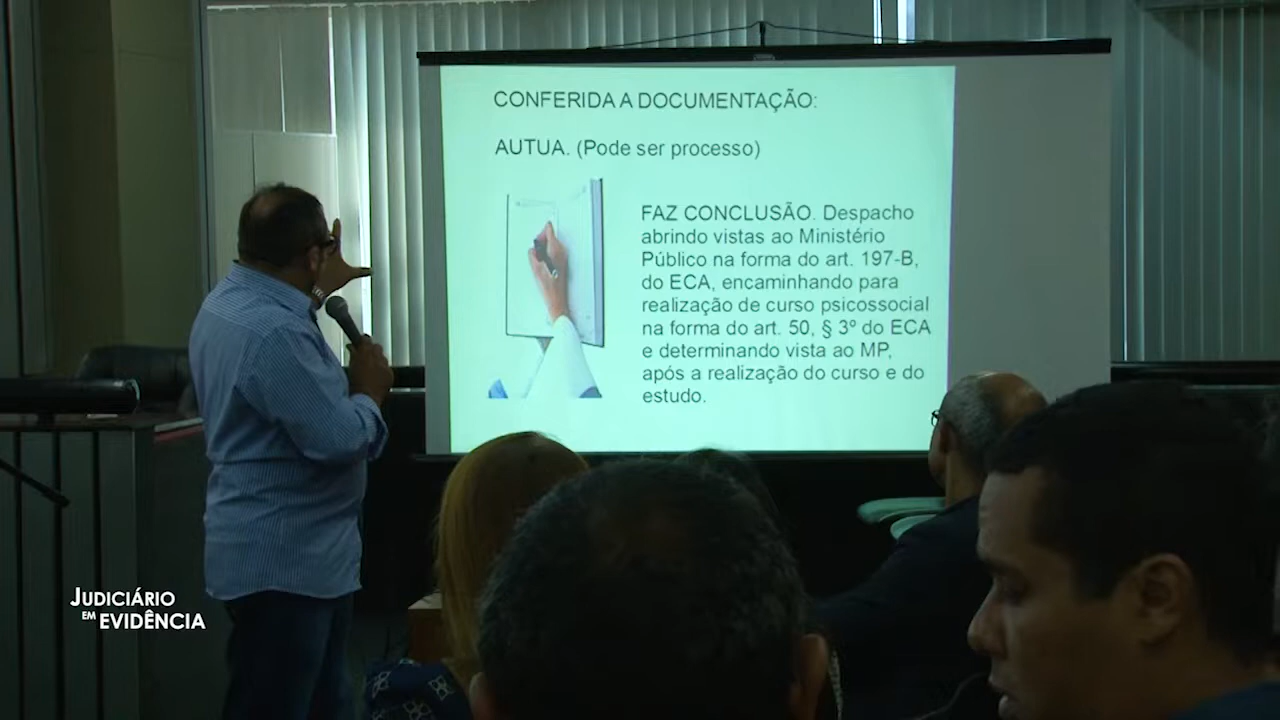 CONFERIDA A DOCUMENTAÇÃO:
AUTUA. (Pode ser processo)
FAZ CONCLUSÃO. Despacho
abrindo vistas ao Ministério
Público na forma do art. 197-B,
do ECA, encaminhando para
realização de curso psicossocial
na forma do art. 50, § 3º do ECA
e determinando vista ao MP,
após a realização do curso e do
estudo.
JUDICIÁRIO
EM EVIDÊNCIA